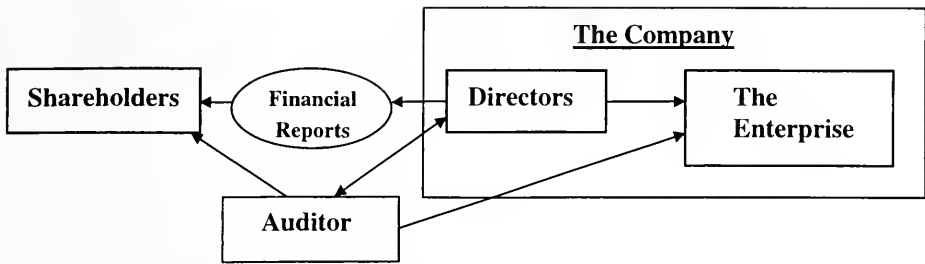 The Company
Shareholders
Financial
Reports
Directors
The
Enterprise
Auditor